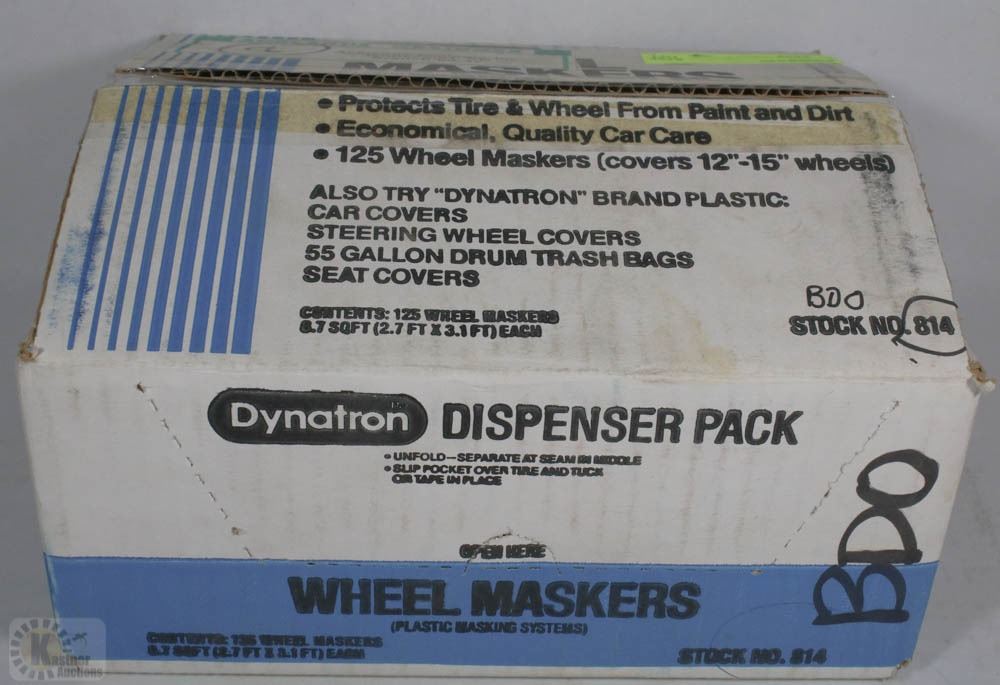 MASKERS
• Protects Tire & Wheel From Paint and Dirt
• Economical, Quality Car Care
• 125 Wheel Maskers (covers 12"-15" wheels)
ALSO TRY "DYNATRON" BRAND PLASTIC:
CAR COVERS
STEERING WHEEL COVERS
55 GALLON DRUM TRASH BAGS
SEAT COVERS
CONTENTS: 125 WHEEL MASKERS
8.7 SQFT (2.7 FT X 3.1 FT) EACH
BDO
STOCK NO. 814
Dynatron TM DISPENSER PACK
• UNFOLD—SEPARATE AT SEAM IN MIDDLE
• SLIP POCKET OVER TIRE AND TUCK
OR TAPE IN PLACE
BDO
OPEN HERE
WHEEL MASKERS
(PLASTIC MASKING SYSTEMS)
CONTENTS: 125 WHEEL MASKERS
8.7 SQFT (2.7 FT X 3.1 FT) EACH
STOCK NO. 814
Kastner
Auctions